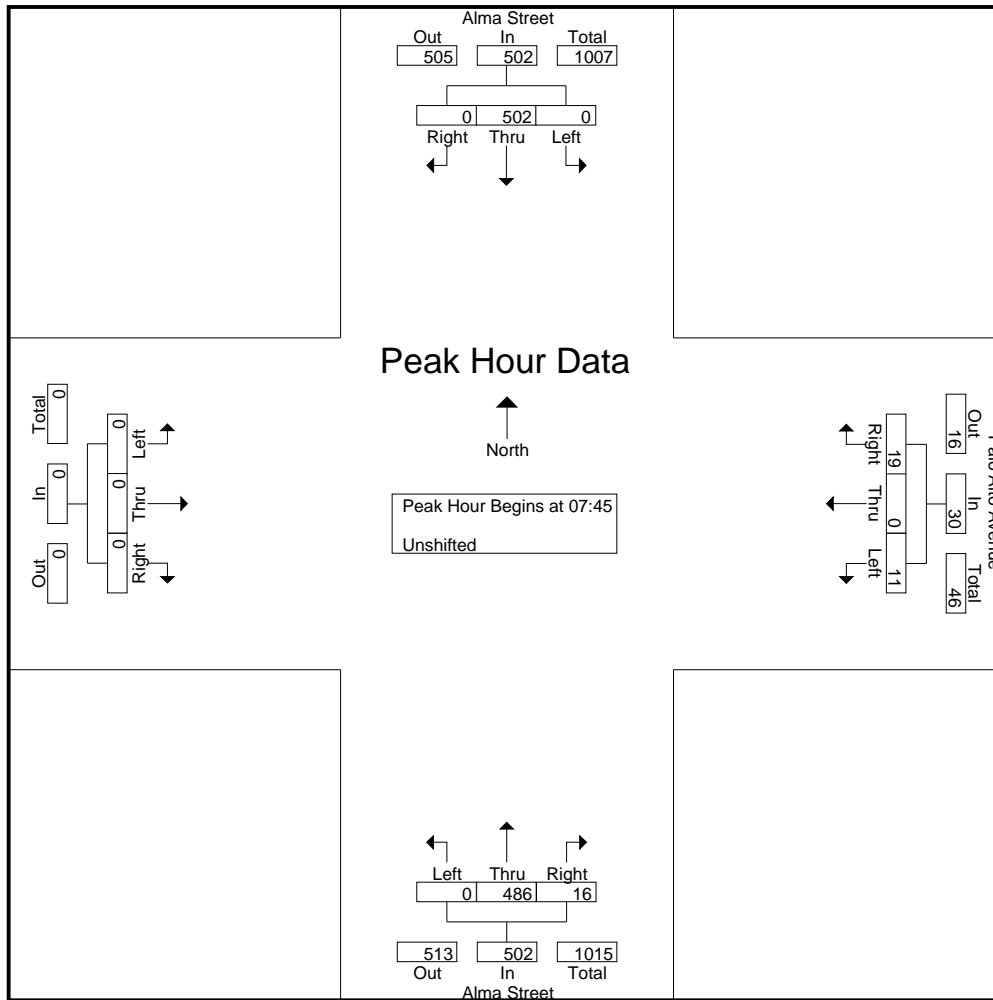 Alma Street
Out In Total
505 502 1007
0 502 0
Right Thru Left
Peak Hour Data
North
Peak Hour Begins at 07:45
Unshifted
Total In Out
0 0 0
0 0 0
Left Thru Right
Right Thru Left
19 0 11
16 30 46
Out In Total
Palo Alto Avenue
Left Thru Right
0 486 16
513 502 1015
Out In Total
Alma Street